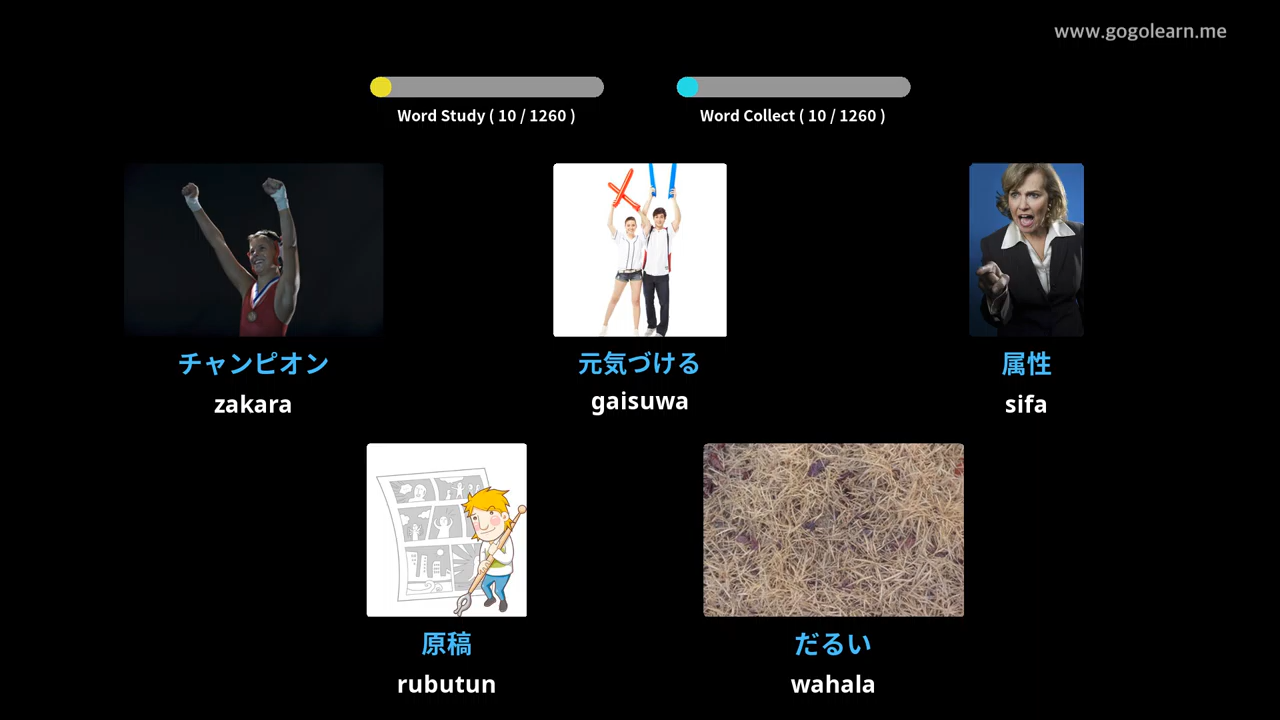 www.gogolearn.me
Word Study ( 10 / 1260 )
Word Collect ( 10 / 1260 )
チャンピオン
zakara
元気づける
gaisuwa
属性
sifa
原稿
rubutun
だるい
wahala